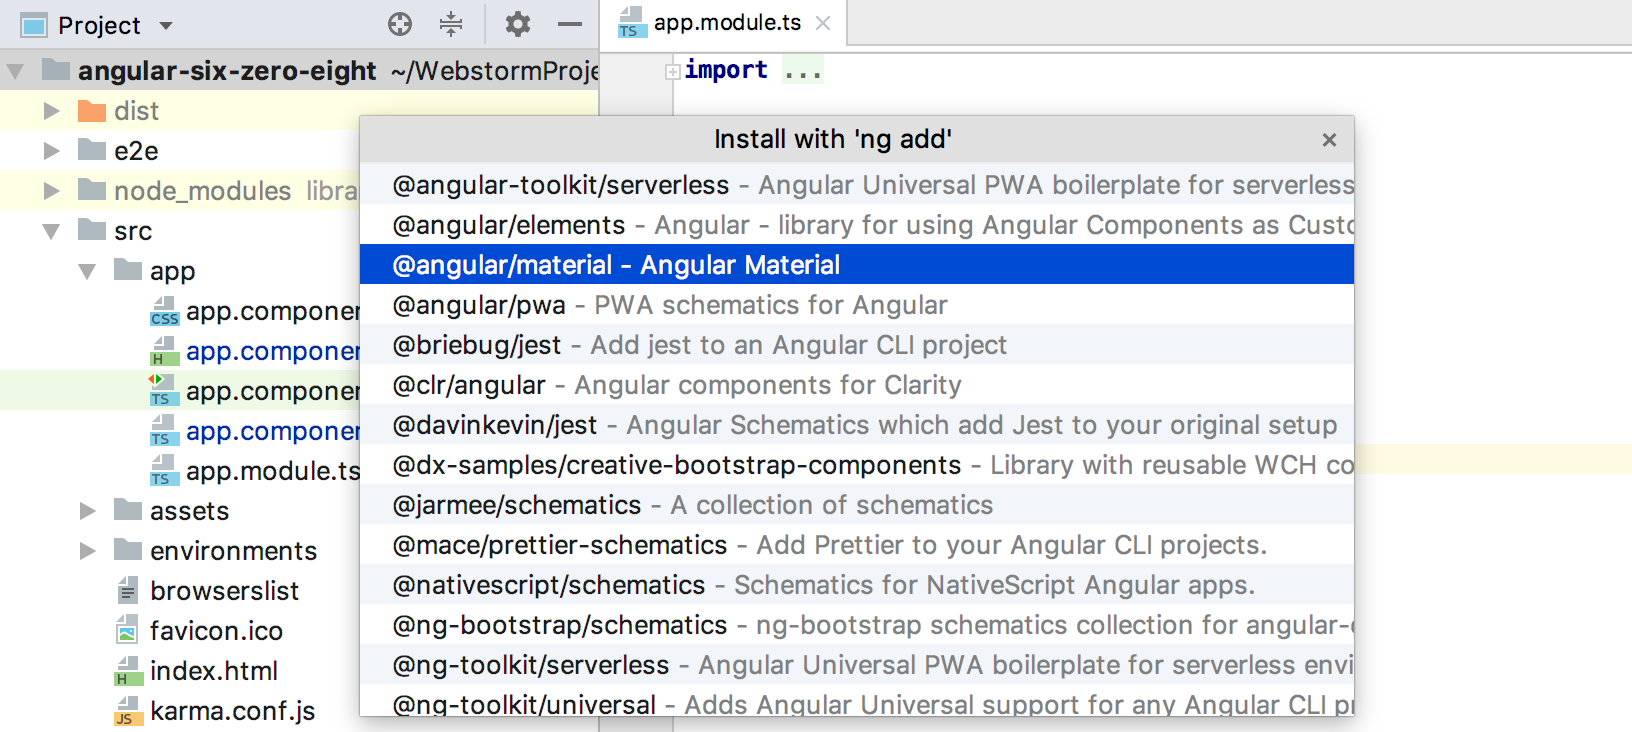 Project
angular-six-zero-eight ~/WebstormProje
dist
e2e
node_modules libra
src
app
CSS app.componen
H app.componen
TS app.componen
TS app.componen
TS app.module.ts
assets
environments
browserslist
favicon.ico
H index.html
JS karma.conf.js
TS app.module.ts
import ...
Install with 'ng add'
@angular-toolkit/serverless - Angular Universal PWA boilerplate for serverless
@angular/elements - Angular - library for using Angular Components as Custo
@angular/material - Angular Material
@angular/pwa - PWA schematics for Angular
@briebug/jest - Add jest to an Angular CLI project
@clr/angular - Angular components for Clarity
@davinkevin/jest - Angular Schematics which add Jest to your original setup
@dx-samples/creative-bootstrap-components - Library with reusable WCH co
@jarmee/schematics - A collection of schematics
@mace/prettier-schematics - Add Prettier to your Angular CLI projects.
@nativescript/schematics - Schematics for NativeScript Angular apps.
@ng-bootstrap/schematics - ng-bootstrap schematics collection for angular-c
@ng-toolkit/serverless - Angular Universal PWA boilerplate for serverless envi
@ng-toolkit/universal - Adds Angular Universal support for any Angular CLI pr